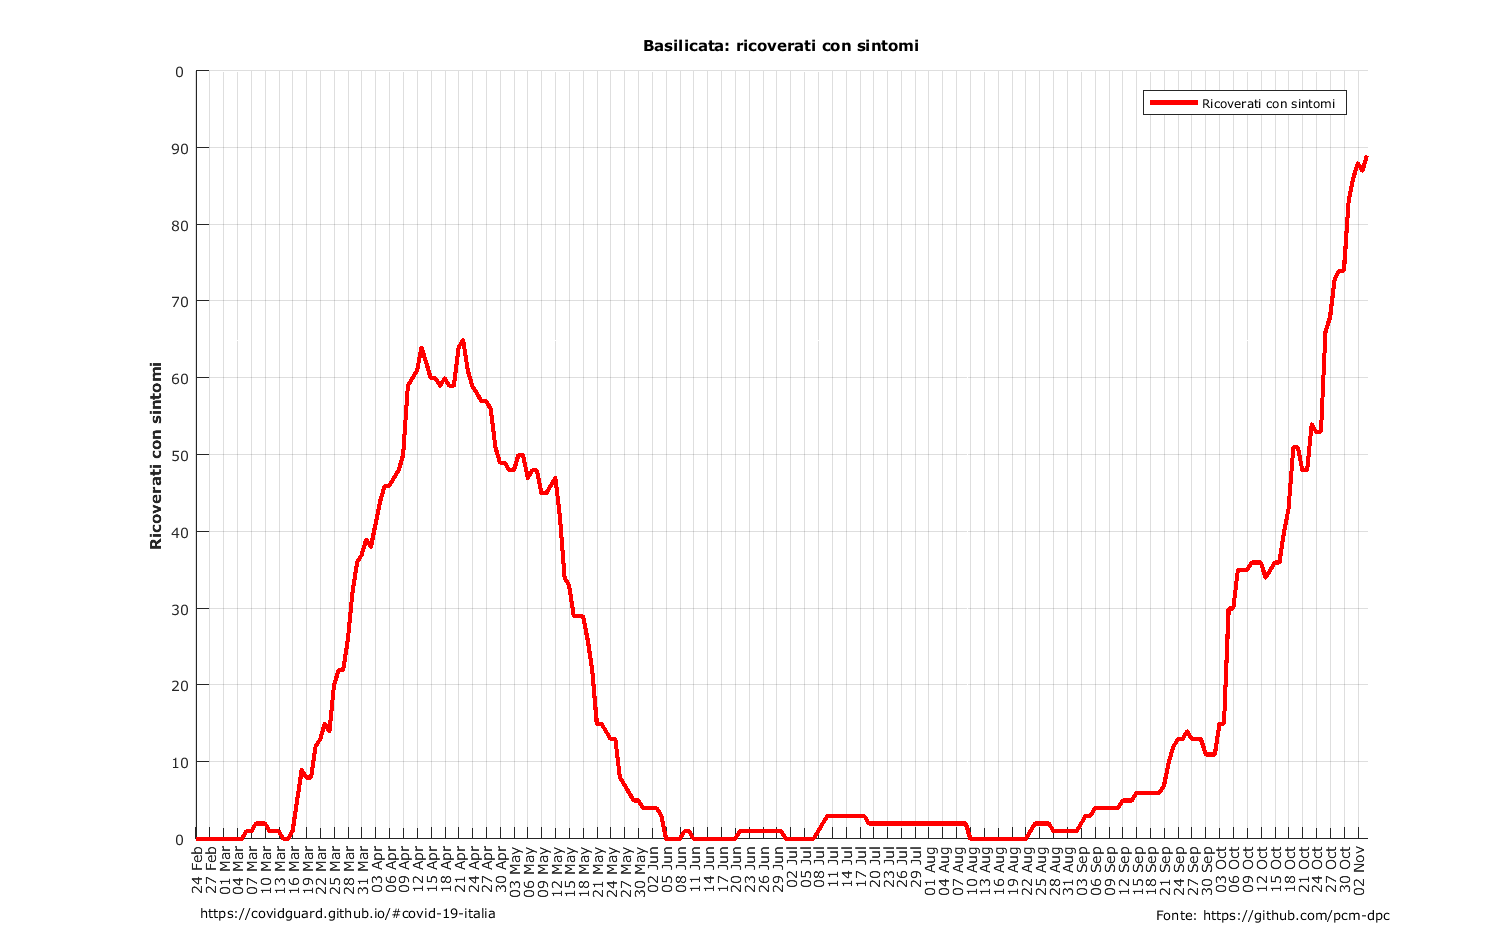 Basilicata: ricoverati con sintomi
Ricoverati con sintomi
Ricoverati con sintomi
0
90
80
70
60
50
40
30
20
10
0
24 Feb
27 Feb
01 Mar
04 Mar
07 Mar
10 Mar
13 Mar
16 Mar
19 Mar
22 Mar
25 Mar
28 Mar
31 Mar
03 Apr
06 Apr
09 Apr
12 Apr
15 Apr
18 Apr
21 Apr
24 Apr
27 Apr
30 Apr
03 May
06 May
09 May
12 May
15 May
18 May
21 May
24 May
27 May
30 May
02 Jun
05 Jun
08 Jun
11 Jun
14 Jun
17 Jun
20 Jun
23 Jun
26 Jun
29 Jun
02 Jul
05 Jul
08 Jul
11 Jul
14 Jul
17 Jul
20 Jul
23 Jul
26 Jul
29 Jul
01 Aug
04 Aug
07 Aug
10 Aug
13 Aug
16 Aug
19 Aug
22 Aug
25 Aug
28 Aug
31 Aug
03 Sep
06 Sep
09 Sep
12 Sep
15 Sep
18 Sep
21 Sep
24 Sep
27 Sep
30 Sep
03 Oct
06 Oct
09 Oct
12 Oct
15 Oct
18 Oct
21 Oct
24 Oct
27 Oct
30 Oct
02 Nov
https://covidguard.github.io/#covid-19-italia
Fonte: https://github.com/pcm-dpc